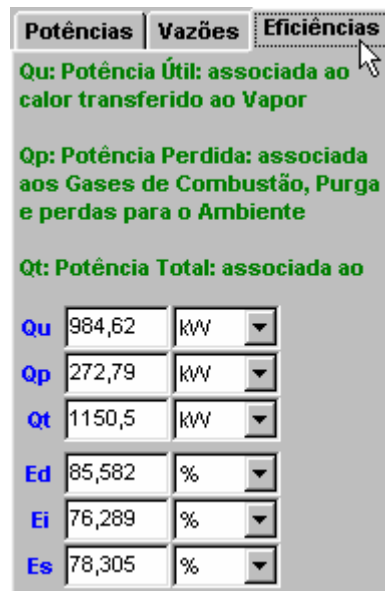 Potências Vazões Eficiências
Qu: Potência Útil: associada ao
calor transferido ao Vapor
Qp: Potência Perdida: associada
aos Gases de Combustão, Purga
e perdas para o Ambiente
Qt: Potência Total: associada ao
Qu 984,62 kW
Qp 272,79 kW
Qt 1150,5 kW
Ed 85,582 %
Ei 76,289 %
Es 78,305 %